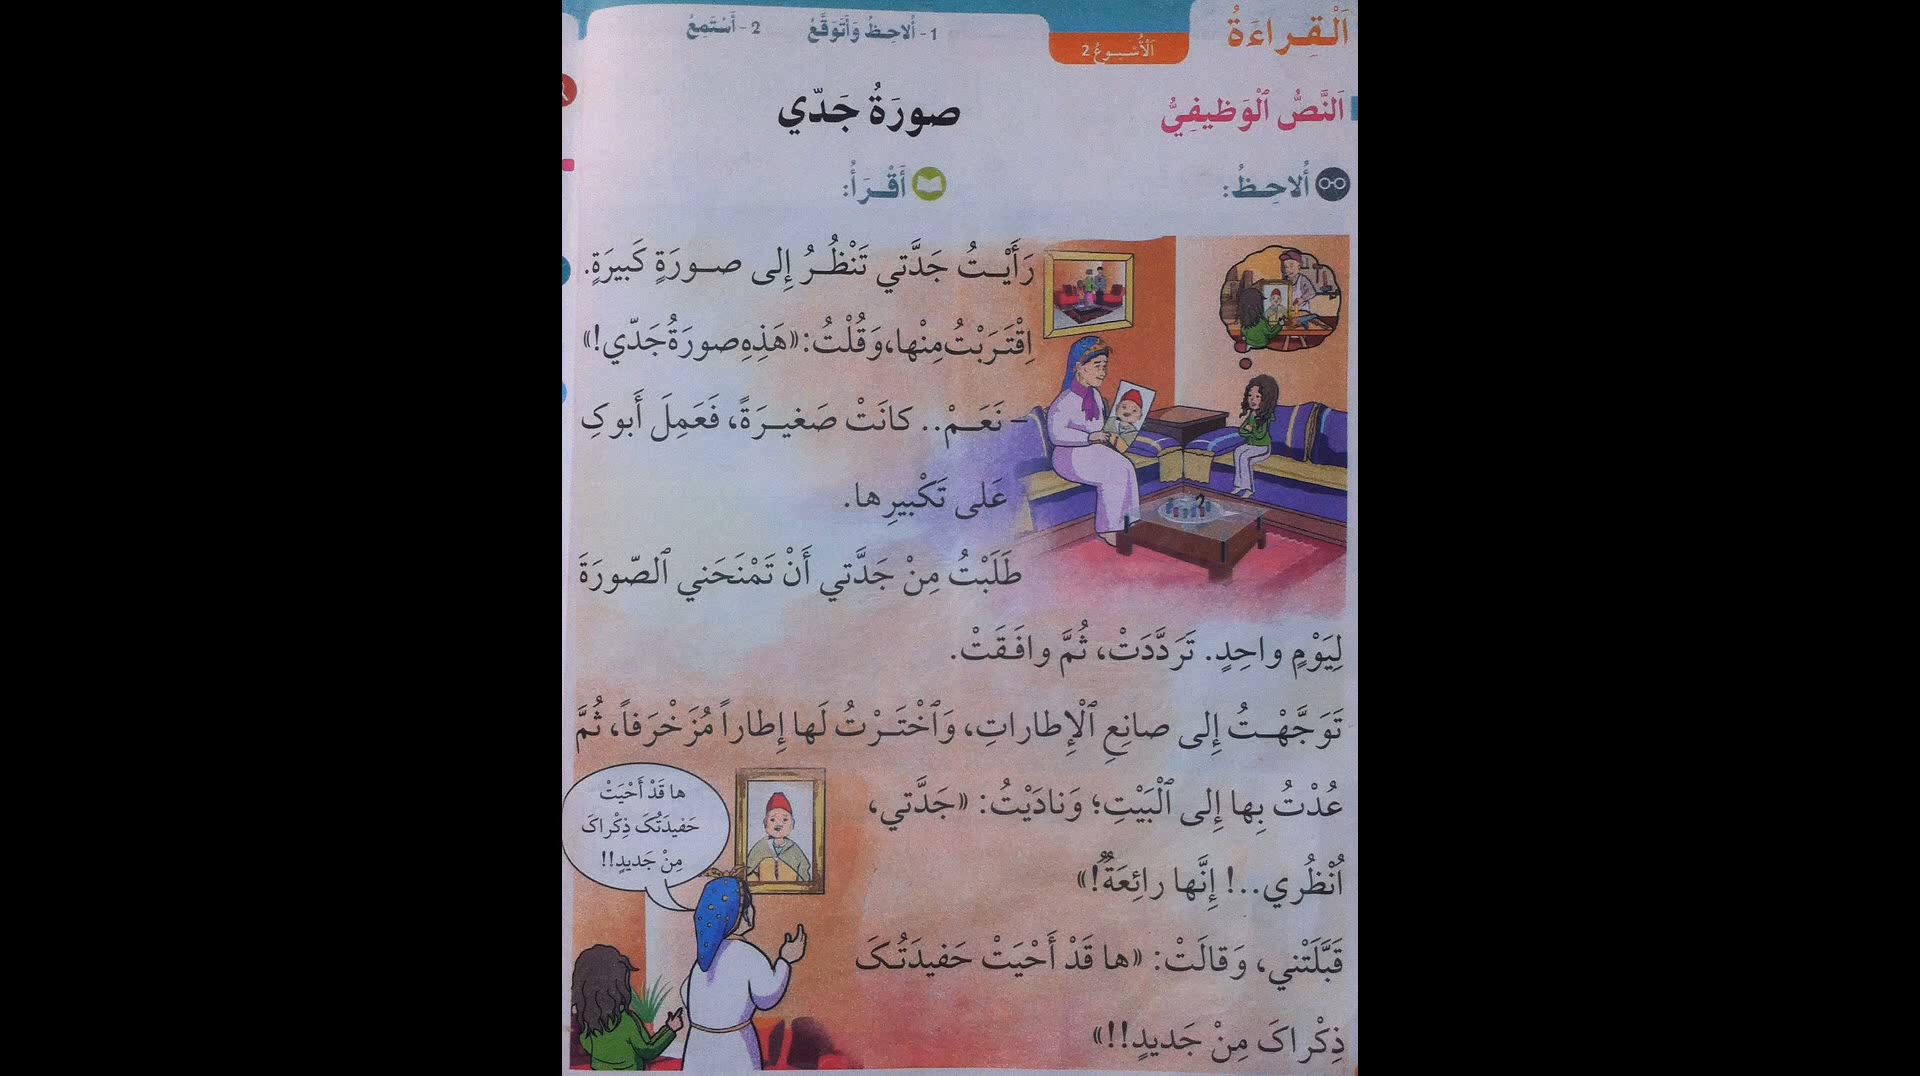 اَلْقِراءَةُ
اَلْأُسْبوعُ 2
1- أُلاحِظُ وَأَتَوَقَّعُ 2- أَسْتَمِعُ
اَلنَّصُّ ٱلْوَظيفِيُّ
صورَةُ جَدّي
أُلاحِظُ:
أَقْرَأُ:
رَأَيْتُ جَدَّتي تَنْظُرُ إِلى صورَةٍ كَبيرَةٍ.
اِقْتَرَبْتُ مِنْها، وَقُلْتُ: «هَذِهِ صورَةُ جَدّي!»
- نَعَمْ.. كانَتْ صَغيرَةً، فَعَمِلَ أَبوكِ
عَلى تَكْبيرِها.
طَلَبْتُ مِنْ جَدَّتي أَنْ تَمْنَحَني ٱلصّورَةَ
لِيَوْمٍ واحِدٍ. تَرَدَّدَتْ، ثُمَّ وافَقَتْ.
تَوَجَّهْتُ إِلى صانِعِ ٱلْإِطاراتِ، وَٱخْتَرْتُ لَها إِطاراً مُزَخْرَفاً، ثُمَّ
عُدْتُ بِها إِلى ٱلْبَيْتِ؛ وَنادَيْتُ: «جَدَّتي،
اُنْظُري..! إِنَّها رائِعَةٌ!»
قَبَّلَتْني، وَقالَتْ: «ها قَدْ أَحْيَتْ حَفيدَتُكَ
ذِكْراكَ مِنْ جَديدٍ!!»
ها قَدْ أَحْيَتْ
حَفيدَتُكَ ذِكْراكَ
مِنْ جَديدٍ!!